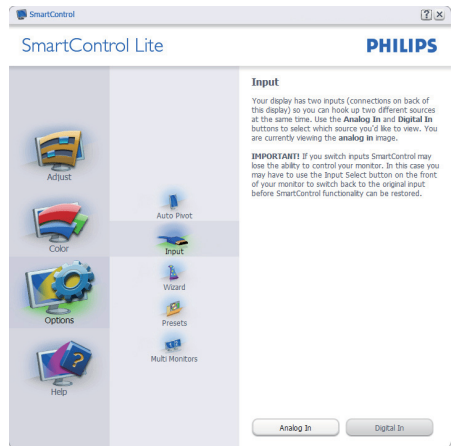 SmartControl
SmartControl Lite
PHILIPS
Adjust
Color
Options
Help
Auto Pivot
Input
Wizard
Presets
Multi Monitors
Input
Your display has two inputs (connections on back of
this display) so you can hook up two different sources
at the same time. Use the Analog In and Digital In
buttons to select which source you'd like to view. You
are currently viewing the analog in image.
IMPORTANT! If you switch inputs SmartControl may
lose the ability to control your monitor. In this case you
may have to use the Input Select button on the front
of your monitor to switch back to the original input
before SmartControl functionality can be restored.
Analog In
Digital In